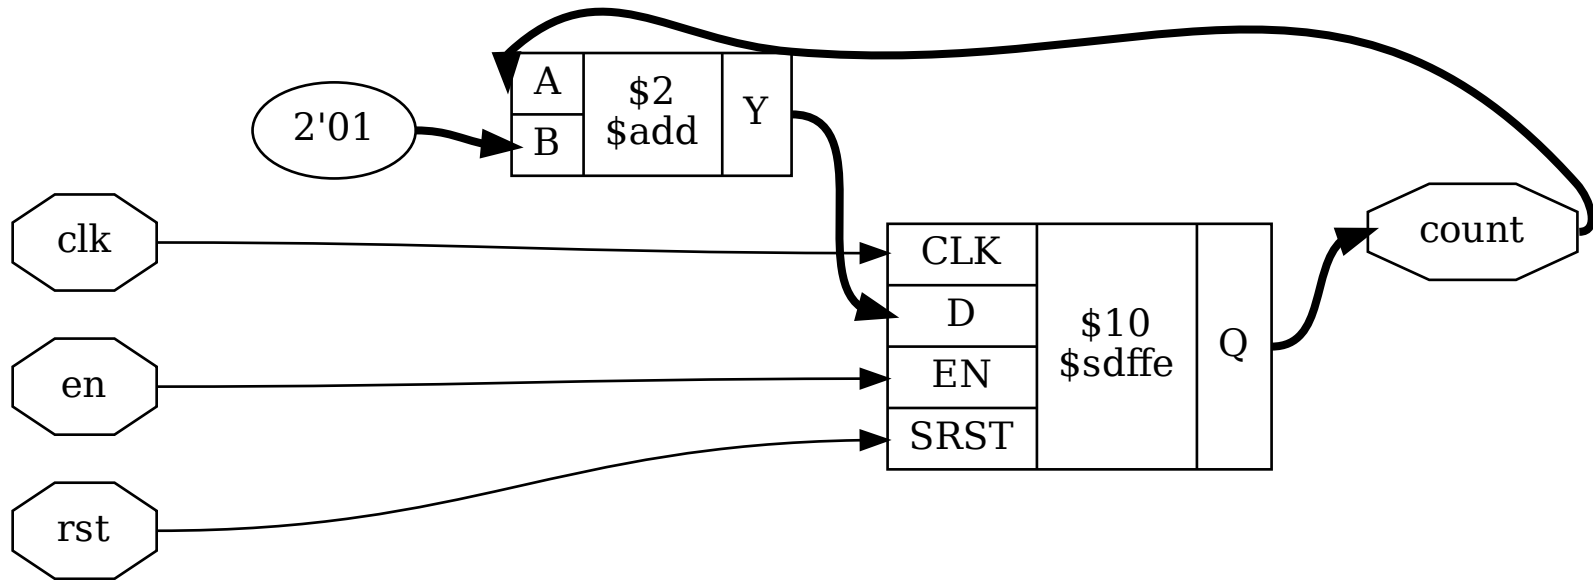 2'01
A
B
$2
$add
Y
clk
en
rst
CLK
D
EN
SRST
$10
$sdffe
Q
count